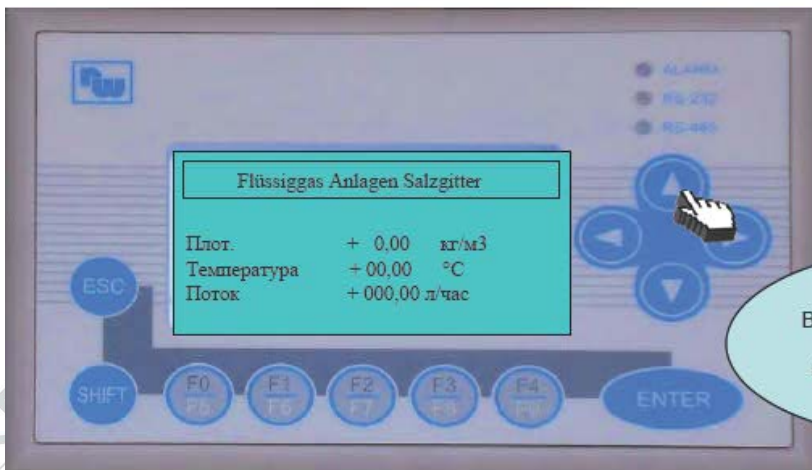 rw
ALARM
RS-232
RS-485
Flüssiggas Anlagen Salzgitter
Плот. + 0,00 кг/м3
Температура + 00,00 °C
Поток + 000,00 л/час
ESC
SHIFT
F0 F1 F2 F3 F4
F5 F6 F7 F8 F9
ENTER
В